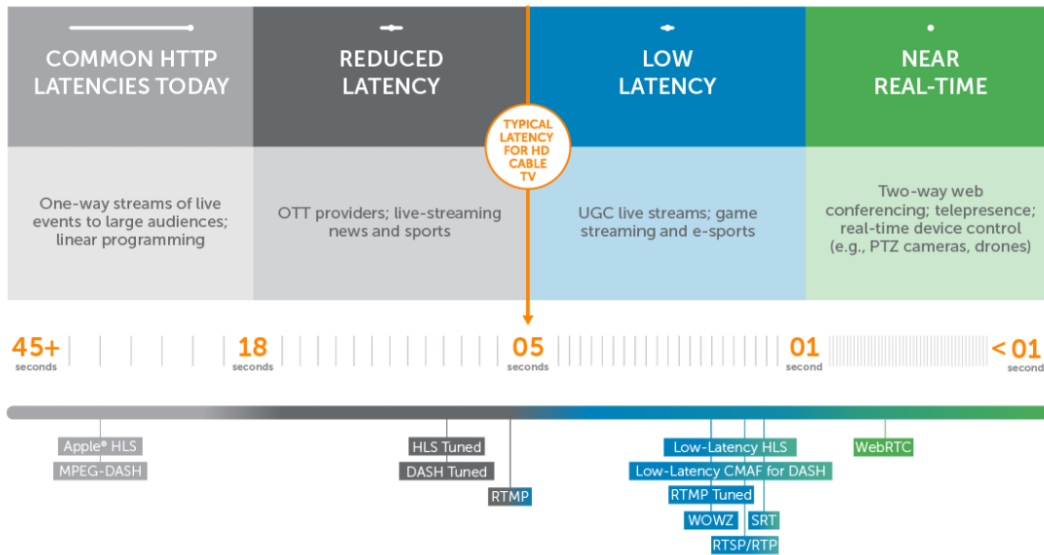 COMMON HTTP
LATENCIES TODAY
REDUCED
LATENCY
LOW
LATENCY
NEAR
REAL-TIME
TYPICAL
LATENCY
FOR HD
CABLE
TV
One-way streams of live
events to large audiences;
linear programming
OTT providers; live-streaming
news and sports
UGC live streams; game
streaming and e-sports
Two-way web
conferencing; telepresence;
real-time device control
(e.g., PTZ cameras, drones)
45+
seconds
18
seconds
05
seconds
01
seconds
< 01
second
Apple® HLS
MPEG-DASH
HLS Tuned
DASH Tuned
RTMP
Low-Latency HLS
Low-Latency CMAF for DASH
RTMP Tuned
WOWZ
SRT
RTSP/RTP
WebRTC